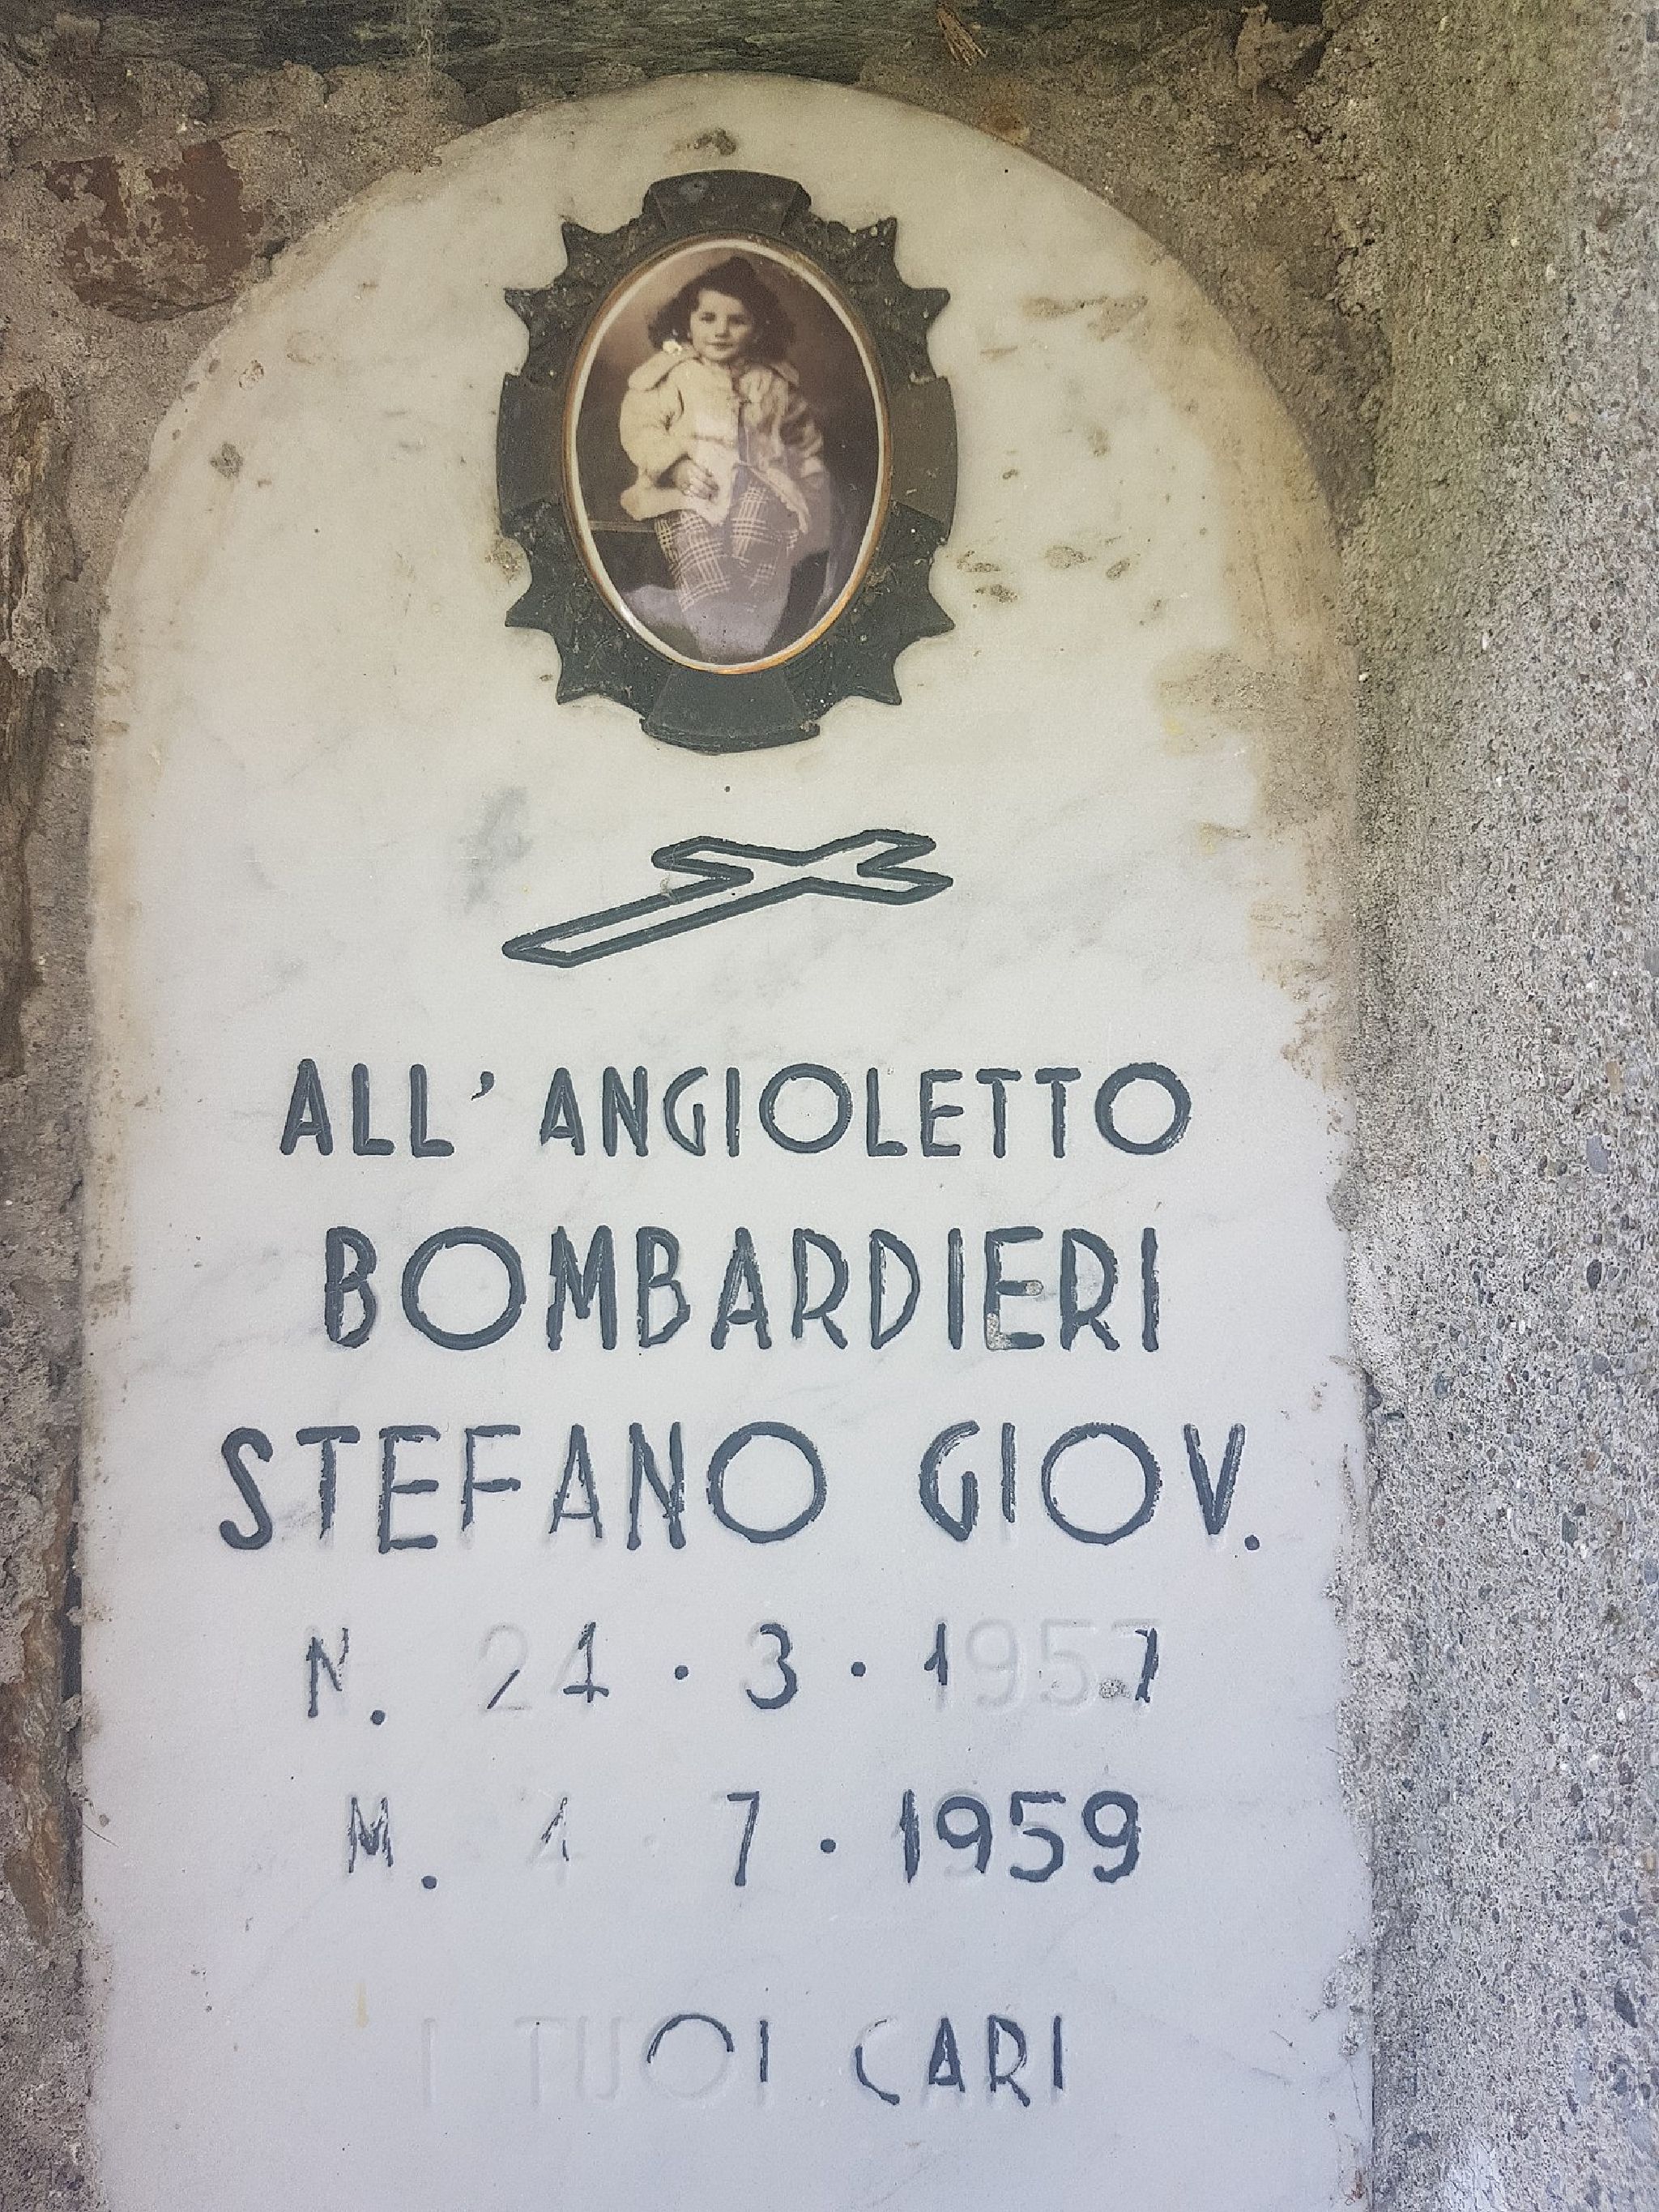 ALL' ANGIOLETTO
BOMBARDIERI
STEFANO GIOV.
N. 24 · 3 · 1957
M. 4 · 7 · 1959
I TUOI CARI